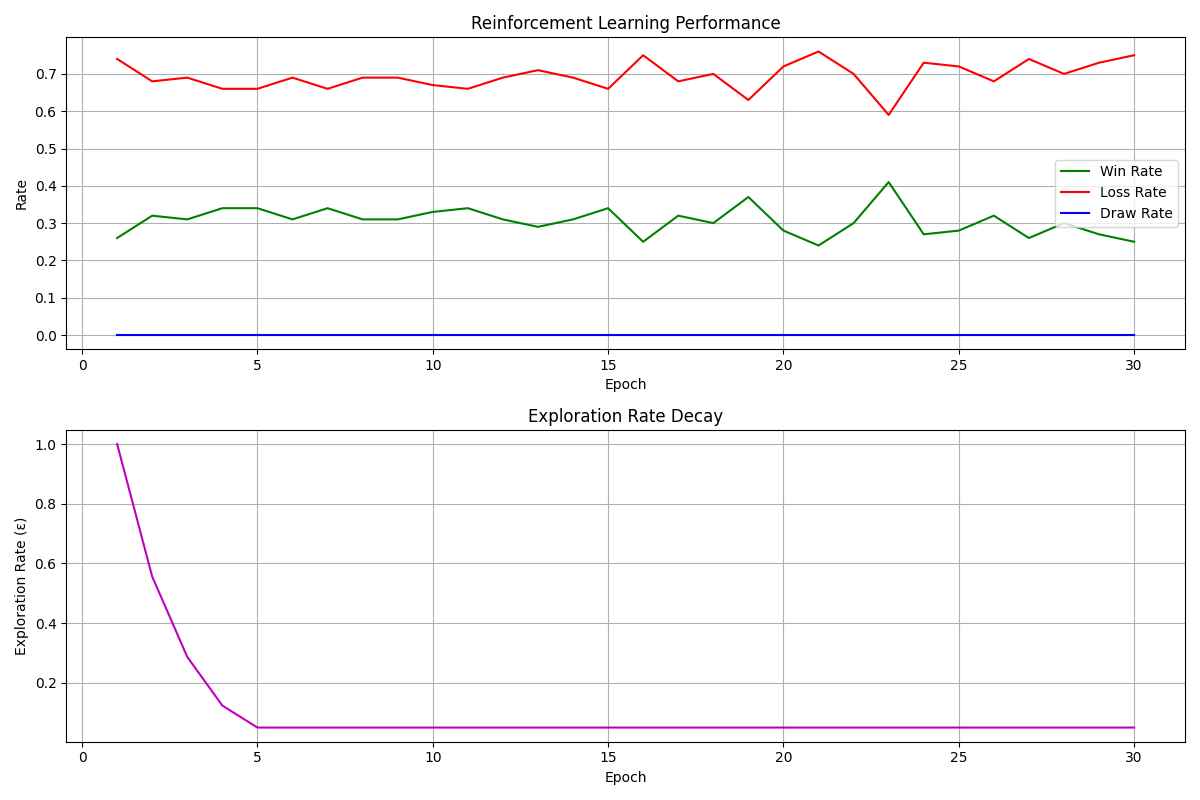 Reinforcement Learning Performance
0.7
0.6
0.5
0.4
0.3
0.2
0.1
0.0
Rate
Win Rate
Loss Rate
Draw Rate
0 5 10 15 20 25 30
Epoch
Exploration Rate Decay
1.0
0.8
0.6
0.4
0.2
Exploration Rate (ε)
0 5 10 15 20 25 30
Epoch